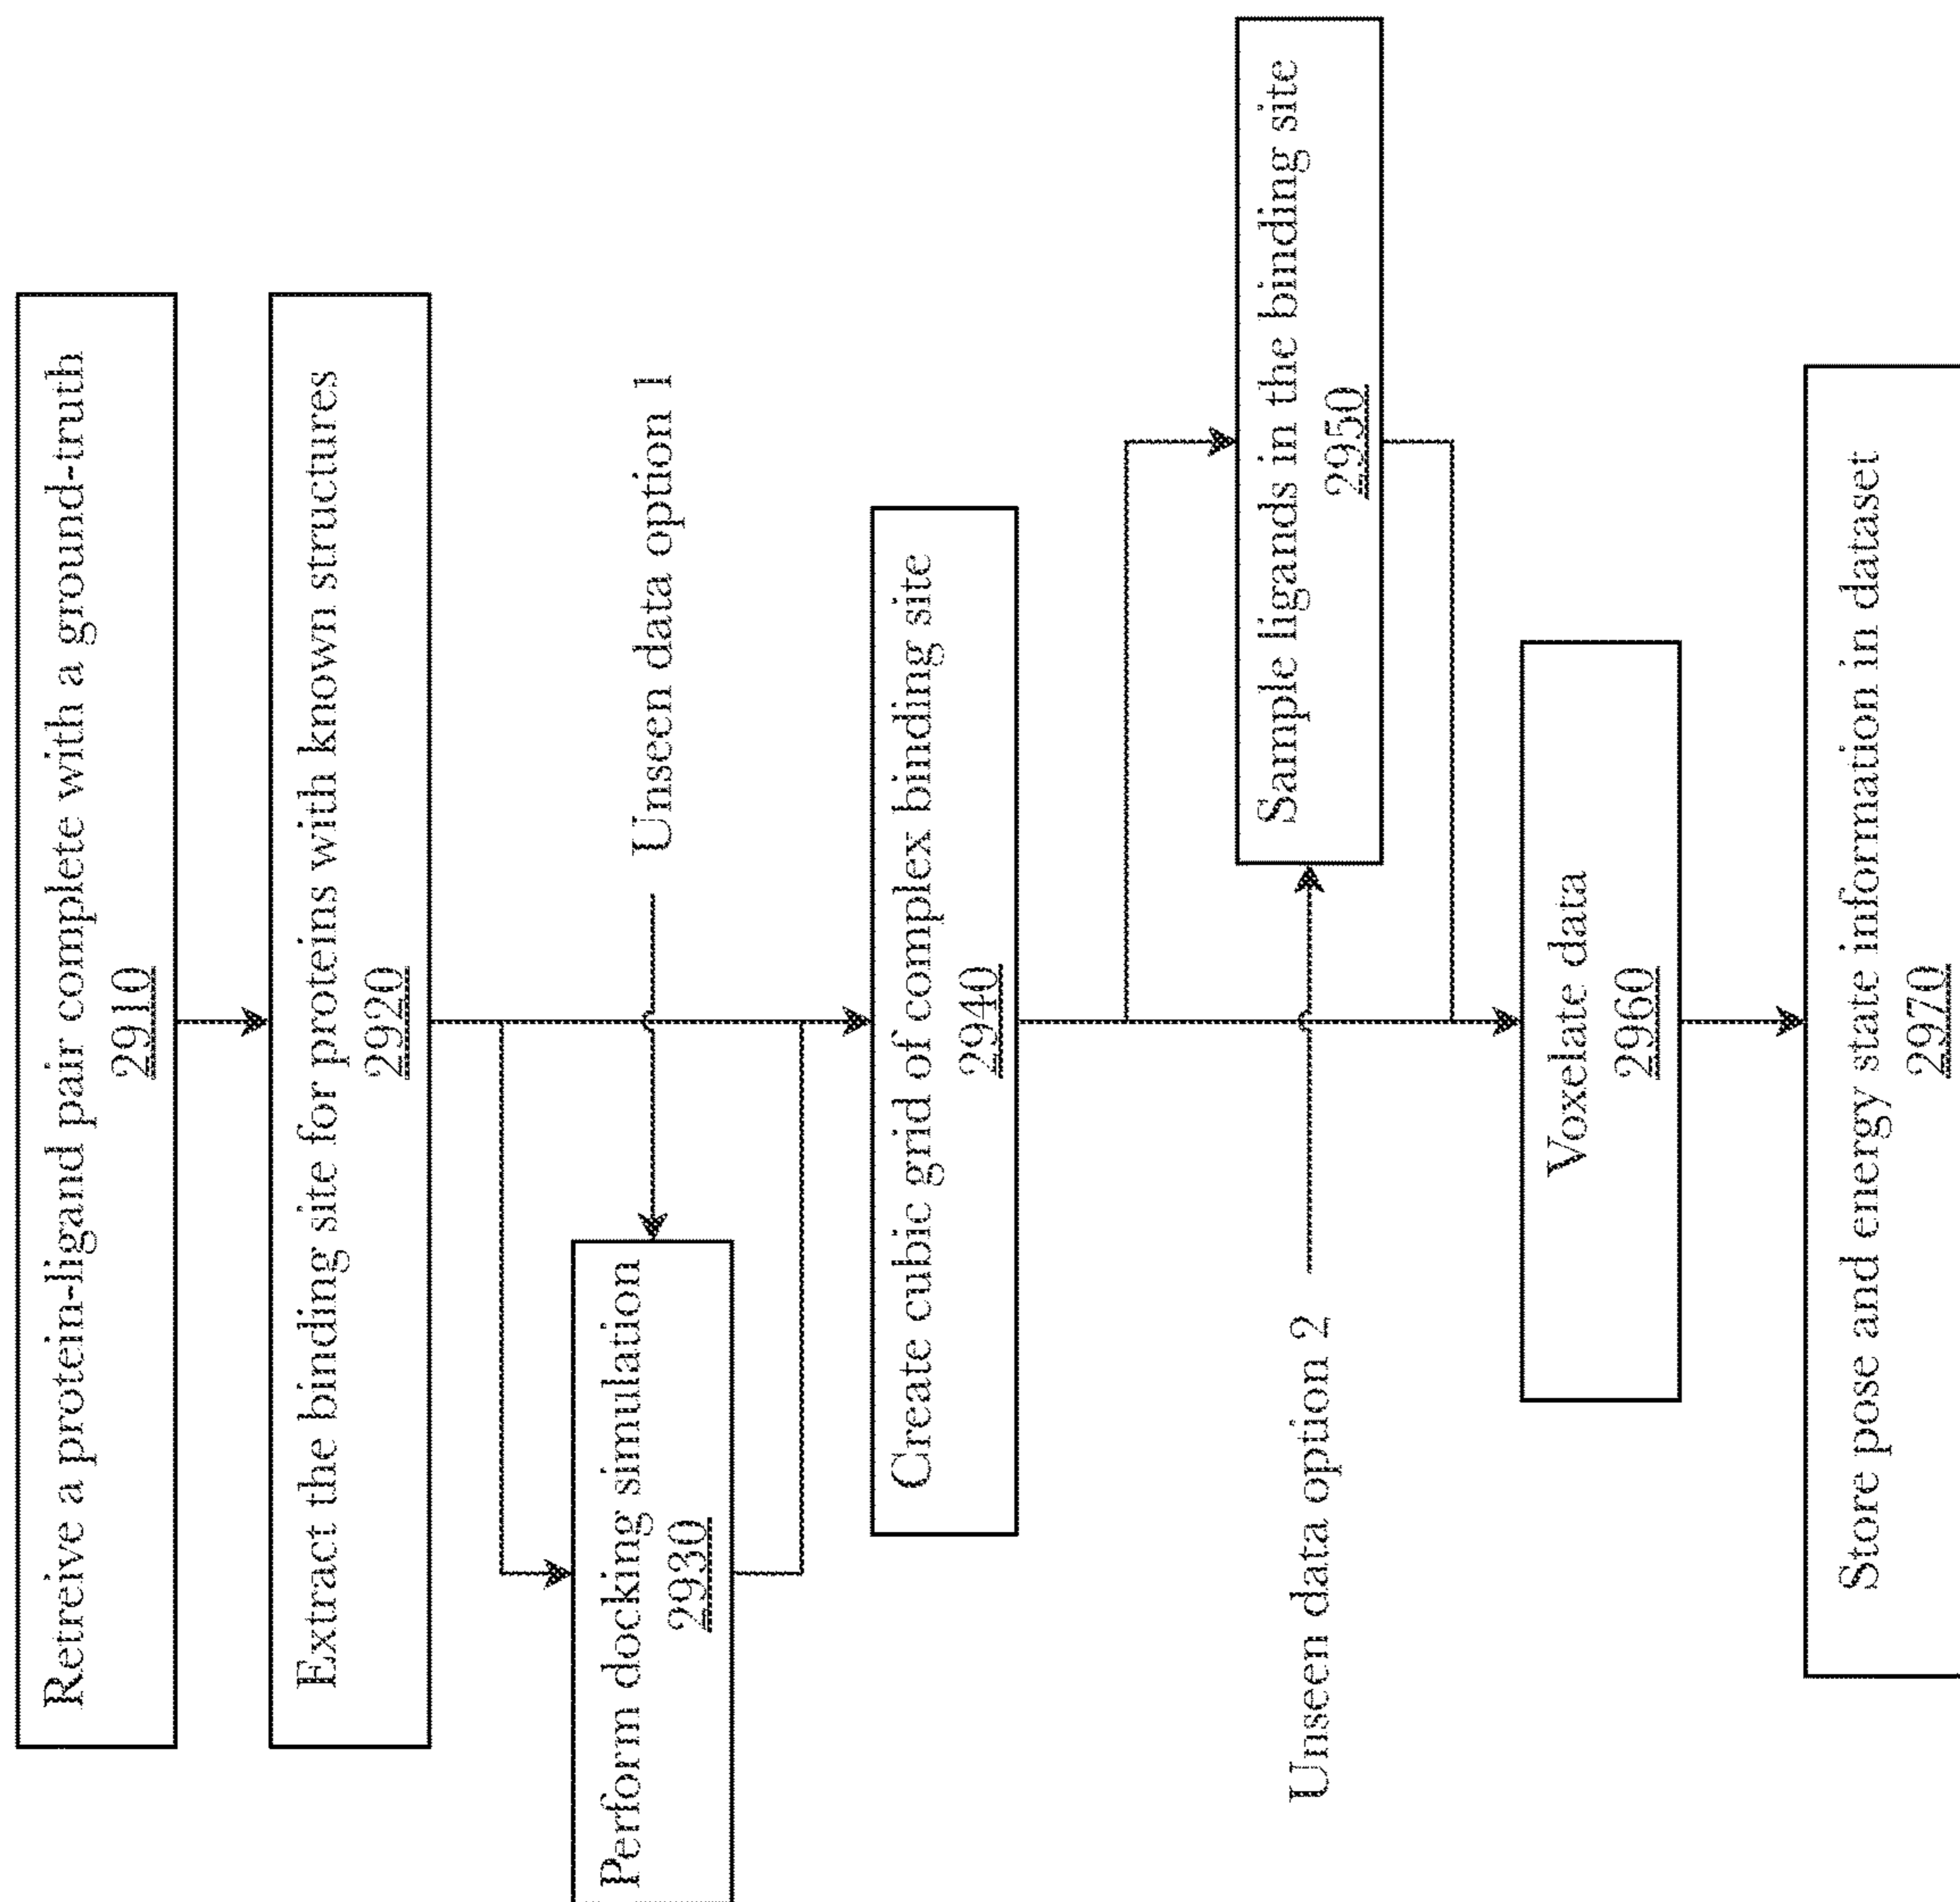 Retreive a protein-ligand pair complete with a ground-truth
2910
Extract the binding site for proteins with known structures
2920
Unseen data option 1
Perform docking simulation
2930
Create cubic grid of complex binding site
2940
Sample ligands in the binding site
2950
Unseen data option 2
Voxelate data
2960
Store pose and energy state information in dataset
2970